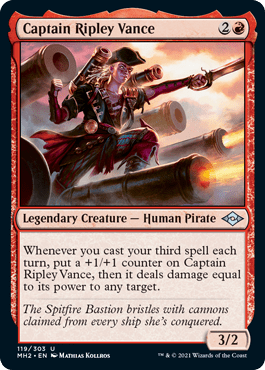 Captain Ripley Vance 2
Legendary Creature — Human Pirate
Whenever you cast your third spell each
turn, put a +1/+1 counter on Captain
Ripley Vance, then it deals damage
equal to its power to any target.
The Spitfire Bastion bristles with cannons
claimed from every ship she's conquered.
3/2
119/303 U
MH2 • EN Mathias Kollros
™ & © 2021 Wizards of the Coast